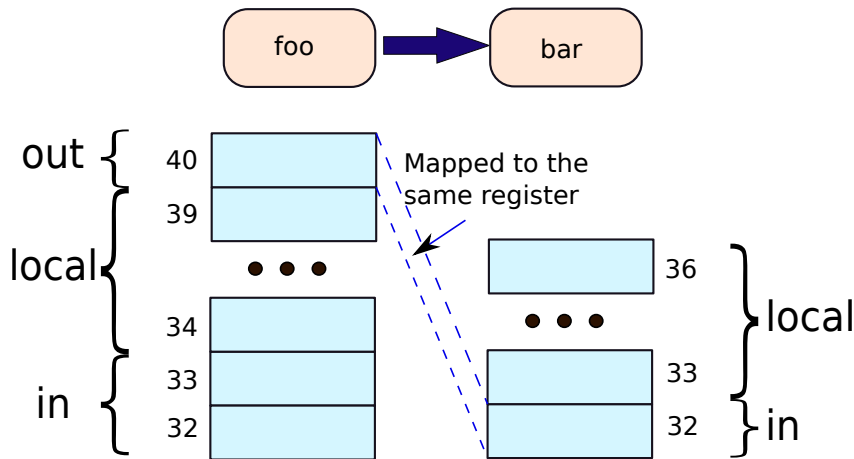 foo
bar
out
40
Mapped to the
same register
39
local
36
34
local
in
33
33
32
32
in